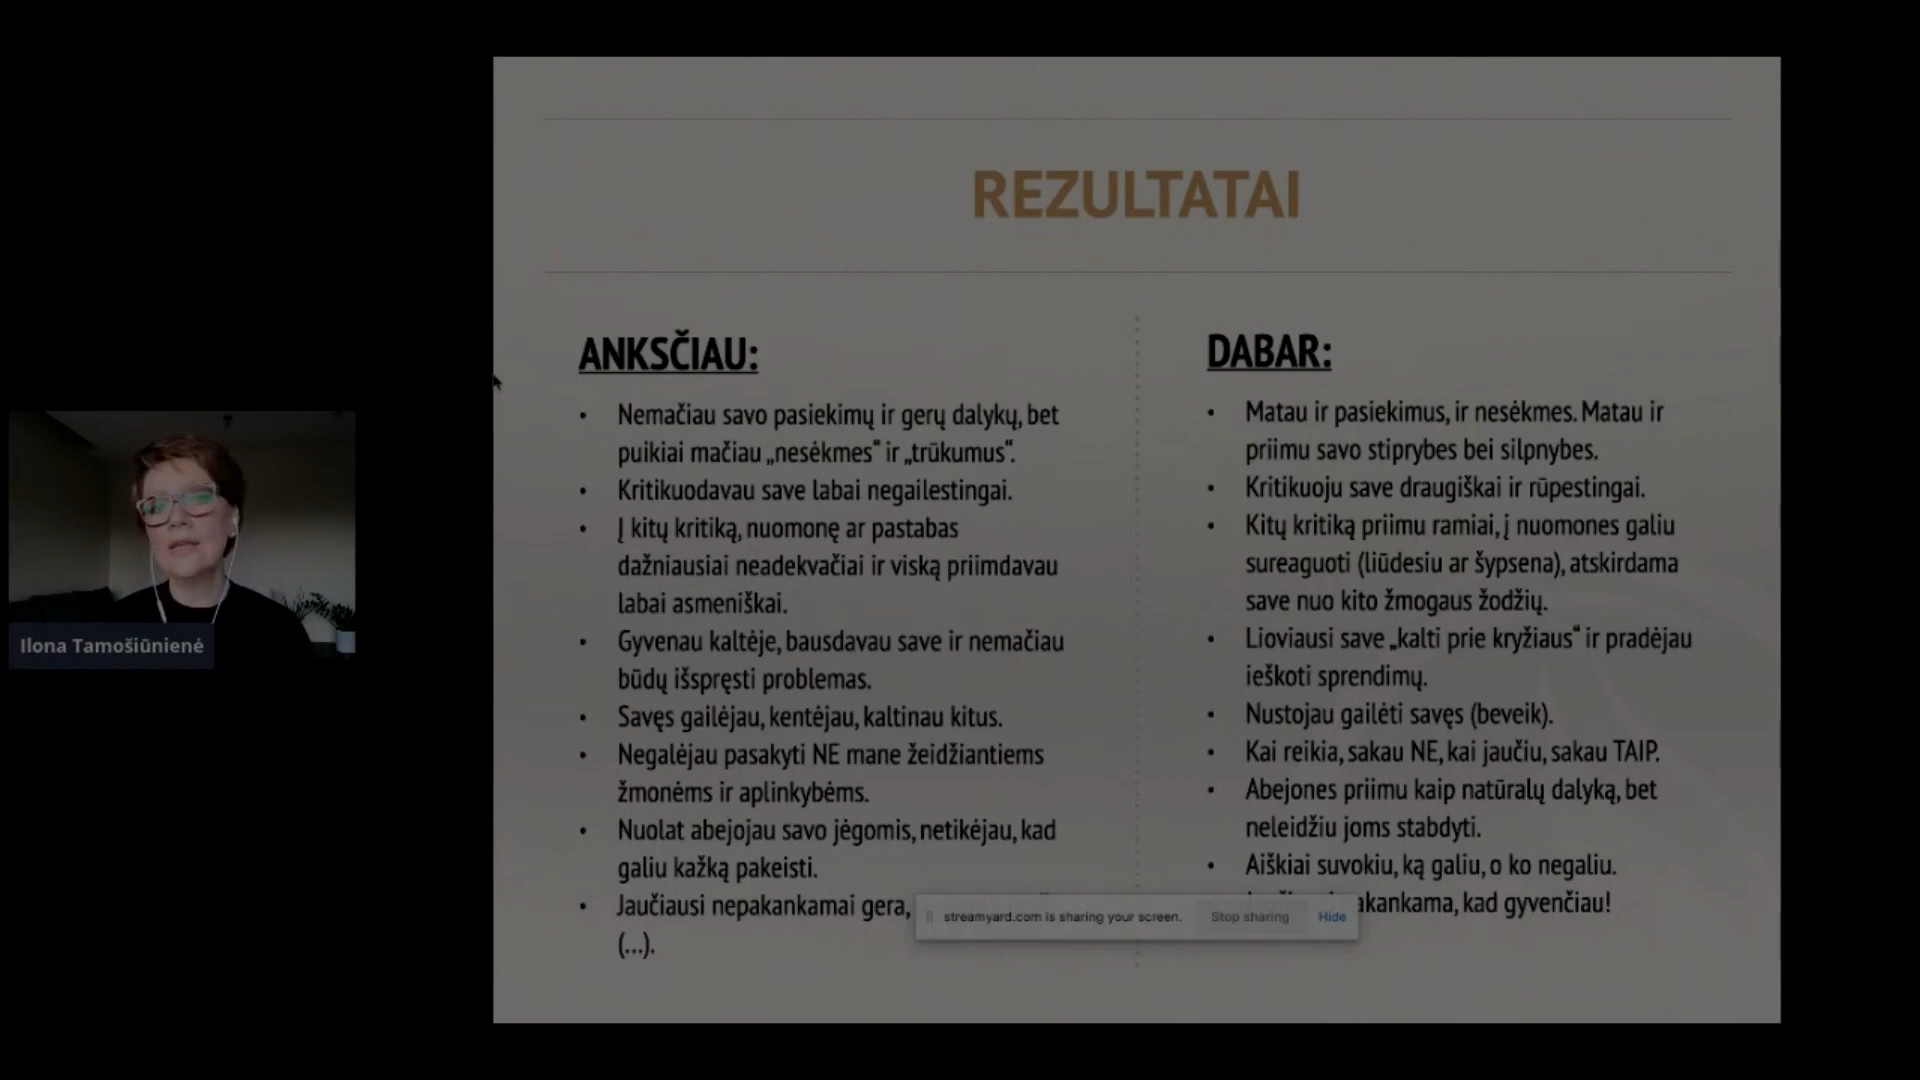 REZULTATAI
ANKSČIAU:
• Nemačiau savo pasiekimų ir gerų dalykų, bet
puikiai mačiau „nesėkmes“ ir „trūkumus“.
• Kritikuodavau save labai negailestingai.
• Į kitų kritiką, nuomonę ar pastabas
dažniausiai neadekvačiai ir viską priimdavau
labai asmeniškai.
• Gyvenau kaltėje, bausdavau save ir nemačiau
būdų išspręsti problemas.
• Savęs gailėjau, kentėjau, kaltinau kitus.
• Negalėjau pasakyti NE mane žeidžiantiems
žmonėms ir aplinkybėms.
• Nuolat abejojau savo jėgomis, netikėjau, kad
galiu kažką pakeisti.
• Jaučiausi nepakankamai gera,
(...).
DABAR:
• Matau ir pasiekimus, ir nesėkmes. Matau ir
priimu savo stiprybes bei silpnybes.
• Kritikuoju save draugiškai ir rūpestingai.
• Kitų kritiką priimu ramiai, į nuomones galiu
sureaguoti (liūdesiu ar šypsena), atskirdama
save nuo kito žmogaus žodžių.
• Lioviausi save „kalti prie kryžiaus“ ir pradėjau
ieškoti sprendimų.
• Nustojau gailėti savęs (beveik).
• Kai reikia, sakau NE, kai jaučiu, sakau TAIP.
• Abejones priimu kaip natūralų dalyką, bet
neleidžiu joms stabdyti.
• Aiškiai suvokiu, ką galiu, o ko negaliu.
kad gyvenčiau!
streamyard.com is sharing your screen. Stop sharing Hide
Ilona Tamošiūnienė